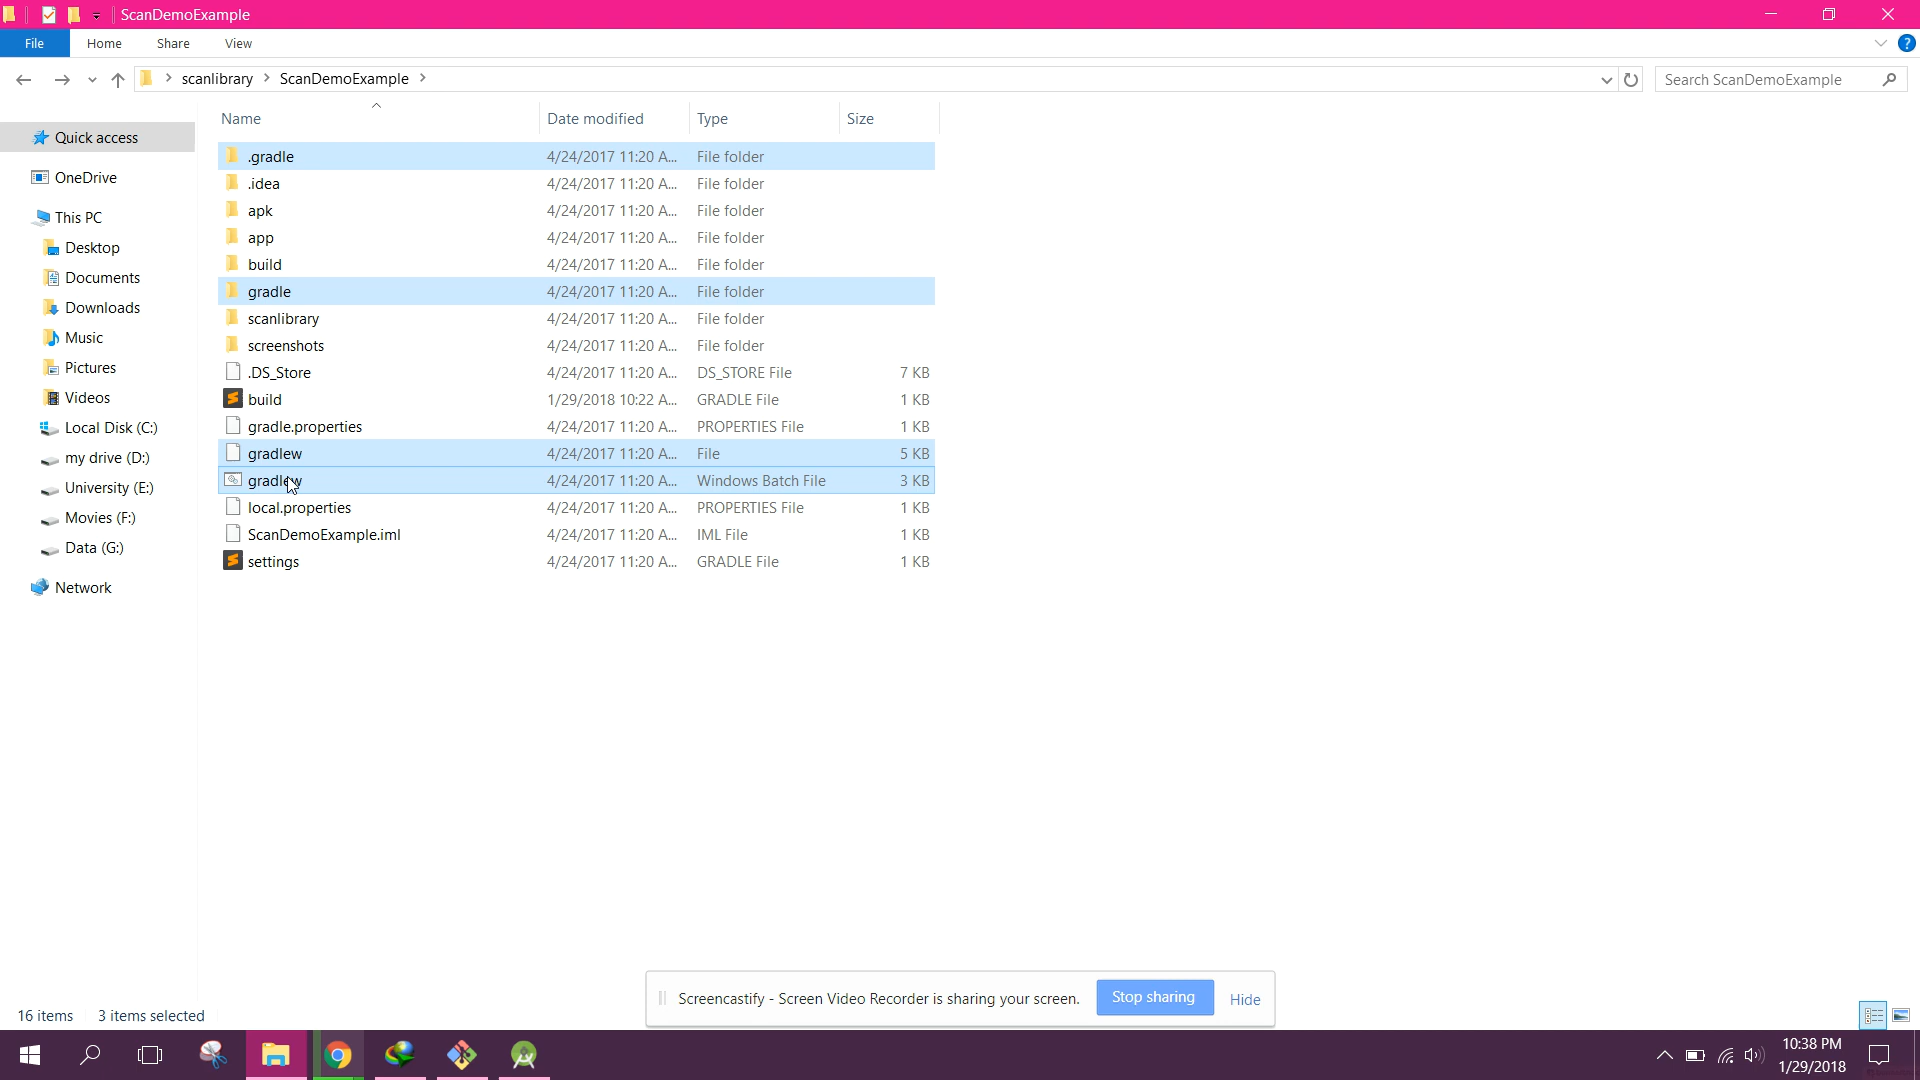 ScanDemoExample
File Home Share View
scanlibrary ScanDemoExample
Search ScanDemoExample
Name Date modified Type Size
Quick access
OneDrive
This PC
Desktop
Documents
Downloads
Music
Pictures
Videos
Local Disk (C:)
my drive (D:)
University (E:)
Movies (F:)
Data (G:)
Network
.gradle 4/24/2017 11:20 A... File folder
.idea 4/24/2017 11:20 A... File folder
apk 4/24/2017 11:20 A... File folder
app 4/24/2017 11:20 A... File folder
build 4/24/2017 11:20 A... File folder
gradle 4/24/2017 11:20 A... File folder
scanlibrary 4/24/2017 11:20 A... File folder
screenshots 4/24/2017 11:20 A... File folder
.DS_Store 4/24/2017 11:20 A... DS_STORE File 7 KB
build 1/29/2018 10:22 A... GRADLE File 1 KB
gradle.properties 4/24/2017 11:20 A... PROPERTIES File 1 KB
gradlew 4/24/2017 11:20 A... File 5 KB
gradlew 4/24/2017 11:20 A... Windows Batch File 3 KB
local.properties 4/24/2017 11:20 A... PROPERTIES File 1 KB
ScanDemoExample.iml 4/24/2017 11:20 A... IML File 1 KB
settings 4/24/2017 11:20 A... GRADLE File 1 KB
Screencastify - Screen Video Recorder is sharing your screen. Stop sharing Hide
16 items 3 items selected
10:38 PM
1/29/2018